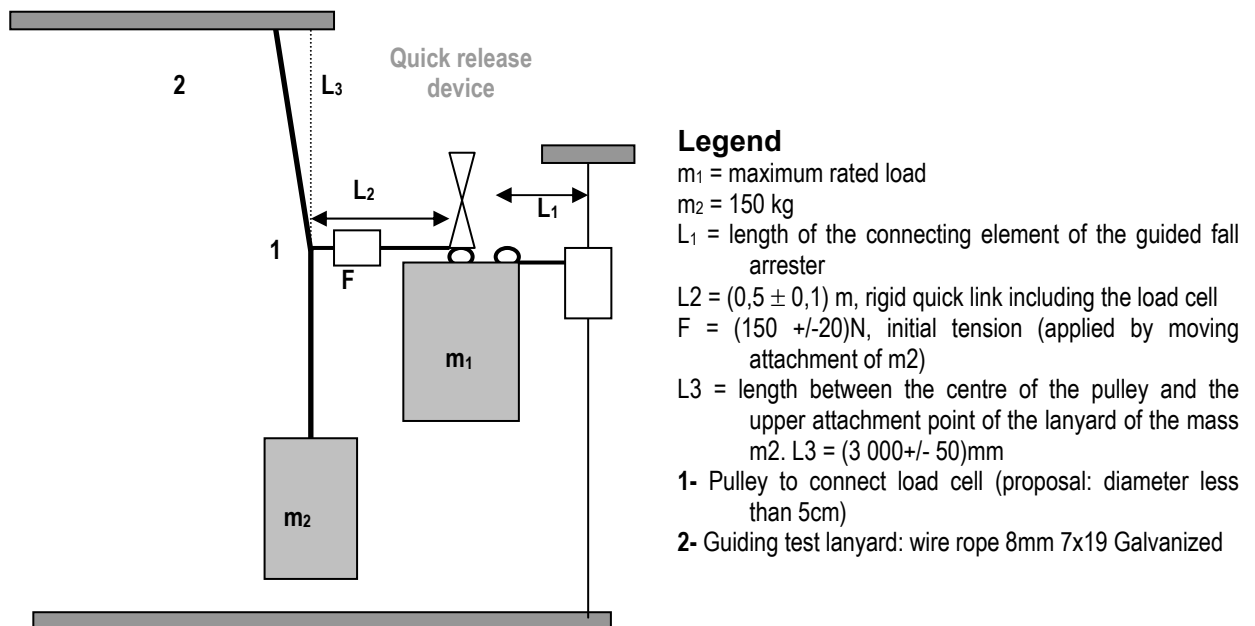 Quick release
device
2
L3
L2
L1
1
F
m1
m2
Legend
m1 = maximum rated load
m2 = 150 kg
L1 = length of the connecting element of the guided fall
arrester
L2 = (0,5 ± 0,1) m, rigid quick link including the load cell
F = (150 +/-20)N, initial tension (applied by moving
attachment of m2)
L3 = length between the centre of the pulley and the
upper attachment point of the lanyard of the mass
m2. L3 = (3 000+/- 50)mm
1- Pulley to connect load cell (proposal: diameter less
than 5cm)
2- Guiding test lanyard: wire rope 8mm 7x19 Galvanized